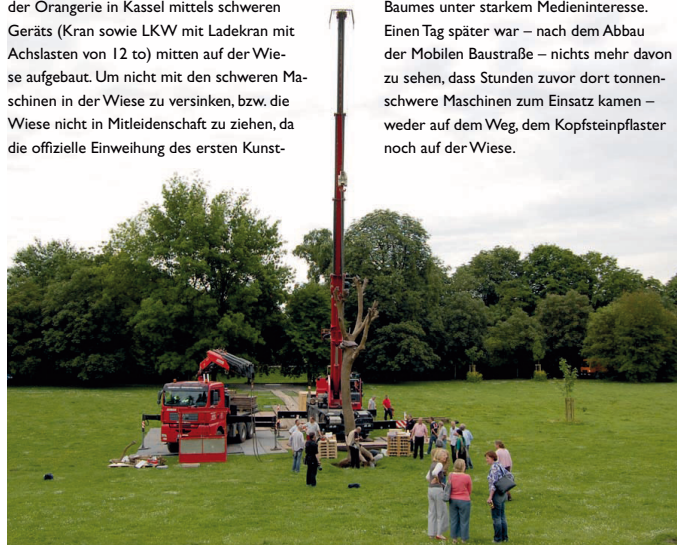 der Orangerie in Kassel mittels schweren
Geräts (Kran sowie LKW mit Ladekran mit
Achslasten von 12 to) mitten auf der Wie-
se aufgebaut. Um nicht mit den schweren Ma-
schinen in der Wiese zu versinken, bzw. die
Wiese nicht in Mitleidenschaft zu ziehen, da
die offizielle Einweihung des ersten Kunst-
Baumes unter starkem Medieninteresse.
Einen Tag später war – nach dem Abbau
der Mobilen Baustraße – nichts mehr davon
zu sehen, dass Stunden zuvor dort tonnen-
schwere Maschinen zum Einsatz kamen –
weder auf dem Weg, dem Kopfsteinpflaster
noch auf der Wiese.